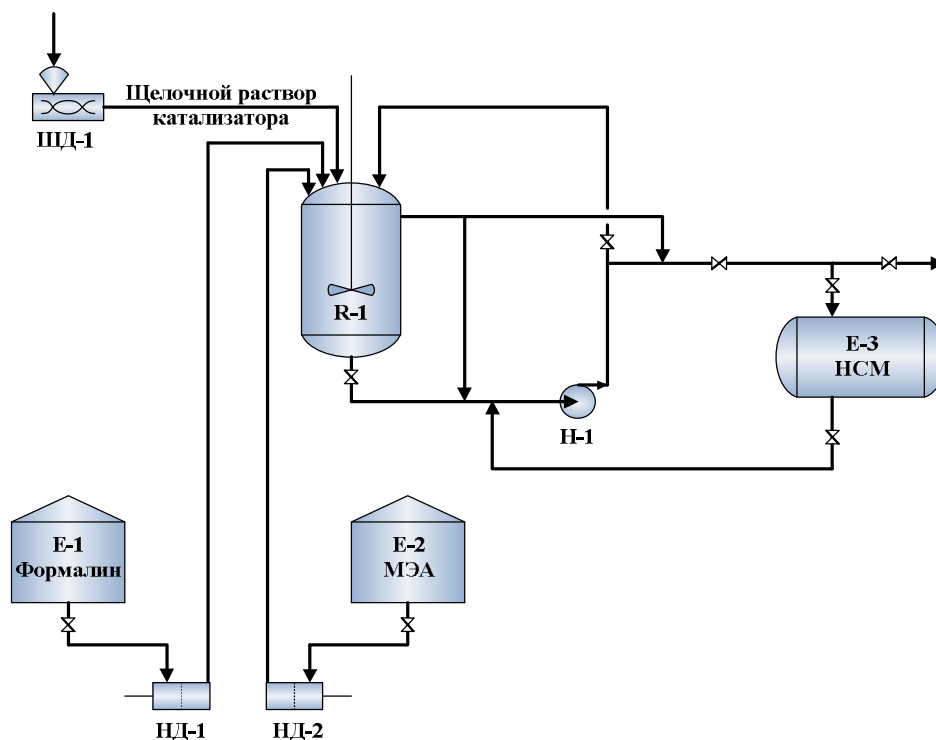 Щелочной раствор
катализатора
ШД-1
R-1
Е-3
НСМ
Н-1
Е-1
Формалин
Е-2
МЭА
НД-1
НД-2